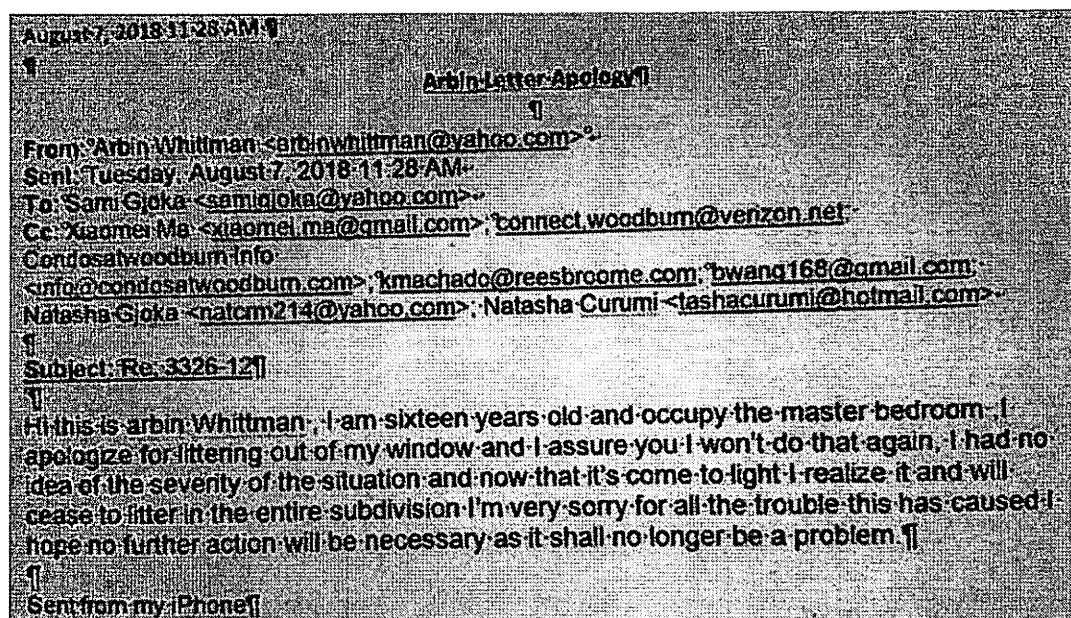 August 7, 2018 11-28 AM ¶
¶
Arbin·Letter·Apology¶
¶
From:°Arbin·Whittman·<arbinwhittman@yahoo.com>°↵
Sent:·Tuesday,·August·7,·2018·11:28·AM↵
To:°Sami·Gjoka·<samigjoka@yahoo.com>↵
Cc:°Xiaomei·Ma·<xiaomei.ma@gmail.com>;°connect.woodburn@verizon.net;·
Condosatwoodburn·Info·
<info@condosatwoodburn.com>;°kmachado@reesbroome.com;°bwang168@gmail.com;·
Natasha·Gjoka·<natcrm214@yahoo.com>;·Natasha·Curumi·<tashacurumi@hotmail.com>↵
¶
Subject:·Re:·3326-12¶
¶
Hi·this·is·arbin·Whittman·,·I·am·sixteen·years·old·and·occupy·the·master·bedroom·,·I·
apologize·for·littering·out·of·my·window·and·I·assure·you·I·won't·do·that·again,·I·had·no·
idea·of·the·severity·of·the·situation·and·now·that·it's·come·to·light·I·realize·it·and·will·
cease·to·litter·in·the·entire·subdivision·I'm·very·sorry·for·all·the·trouble·this·has·caused·I·
hope·no·further·action·will·be·necessary·as·it·shall·no·longer·be·a·problem.¶
¶
Sent·from·my·iPhone¶